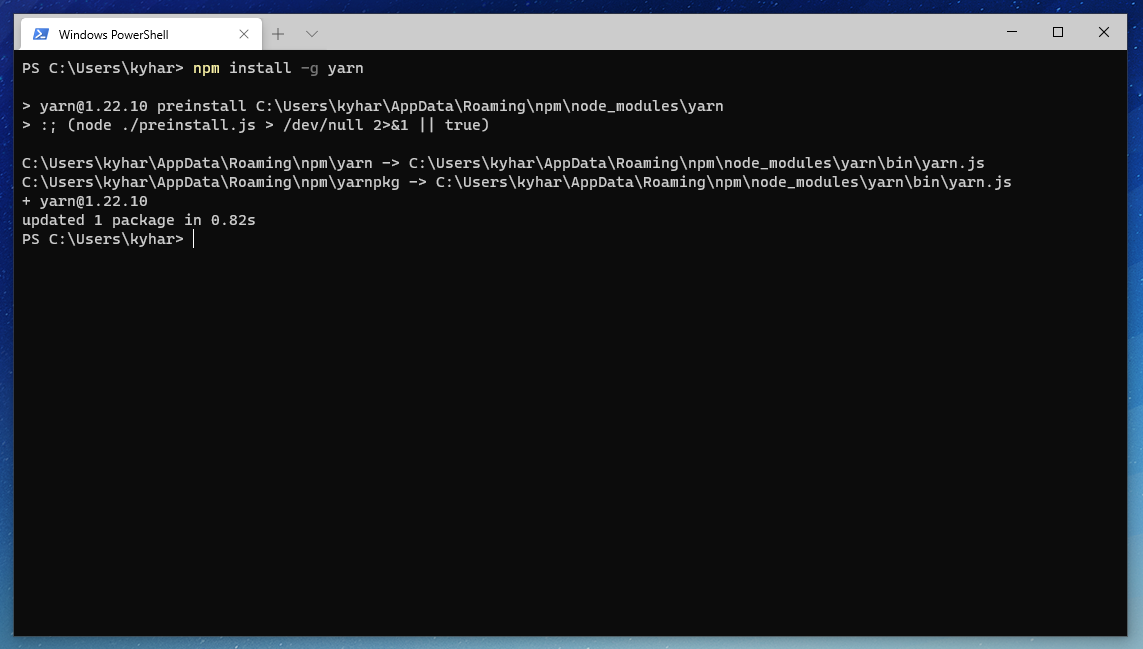 Windows PowerShell
PS C:\Users\kyhar> npm install -g yarn
> yarn@1.22.10 preinstall C:\Users\kyhar\AppData\Roaming\npm\node_modules\yarn
> :; (node ./preinstall.js > /dev/null 2>&1 || true)
C:\Users\kyhar\AppData\Roaming\npm\yarn -> C:\Users\kyhar\AppData\Roaming\npm\node_modules\yarn\bin\yarn.js
C:\Users\kyhar\AppData\Roaming\npm\yarnpkg -> C:\Users\kyhar\AppData\Roaming\npm\node_modules\yarn\bin\yarn.js
+ yarn@1.22.10
updated 1 package in 0.82s
PS C:\Users\kyhar>